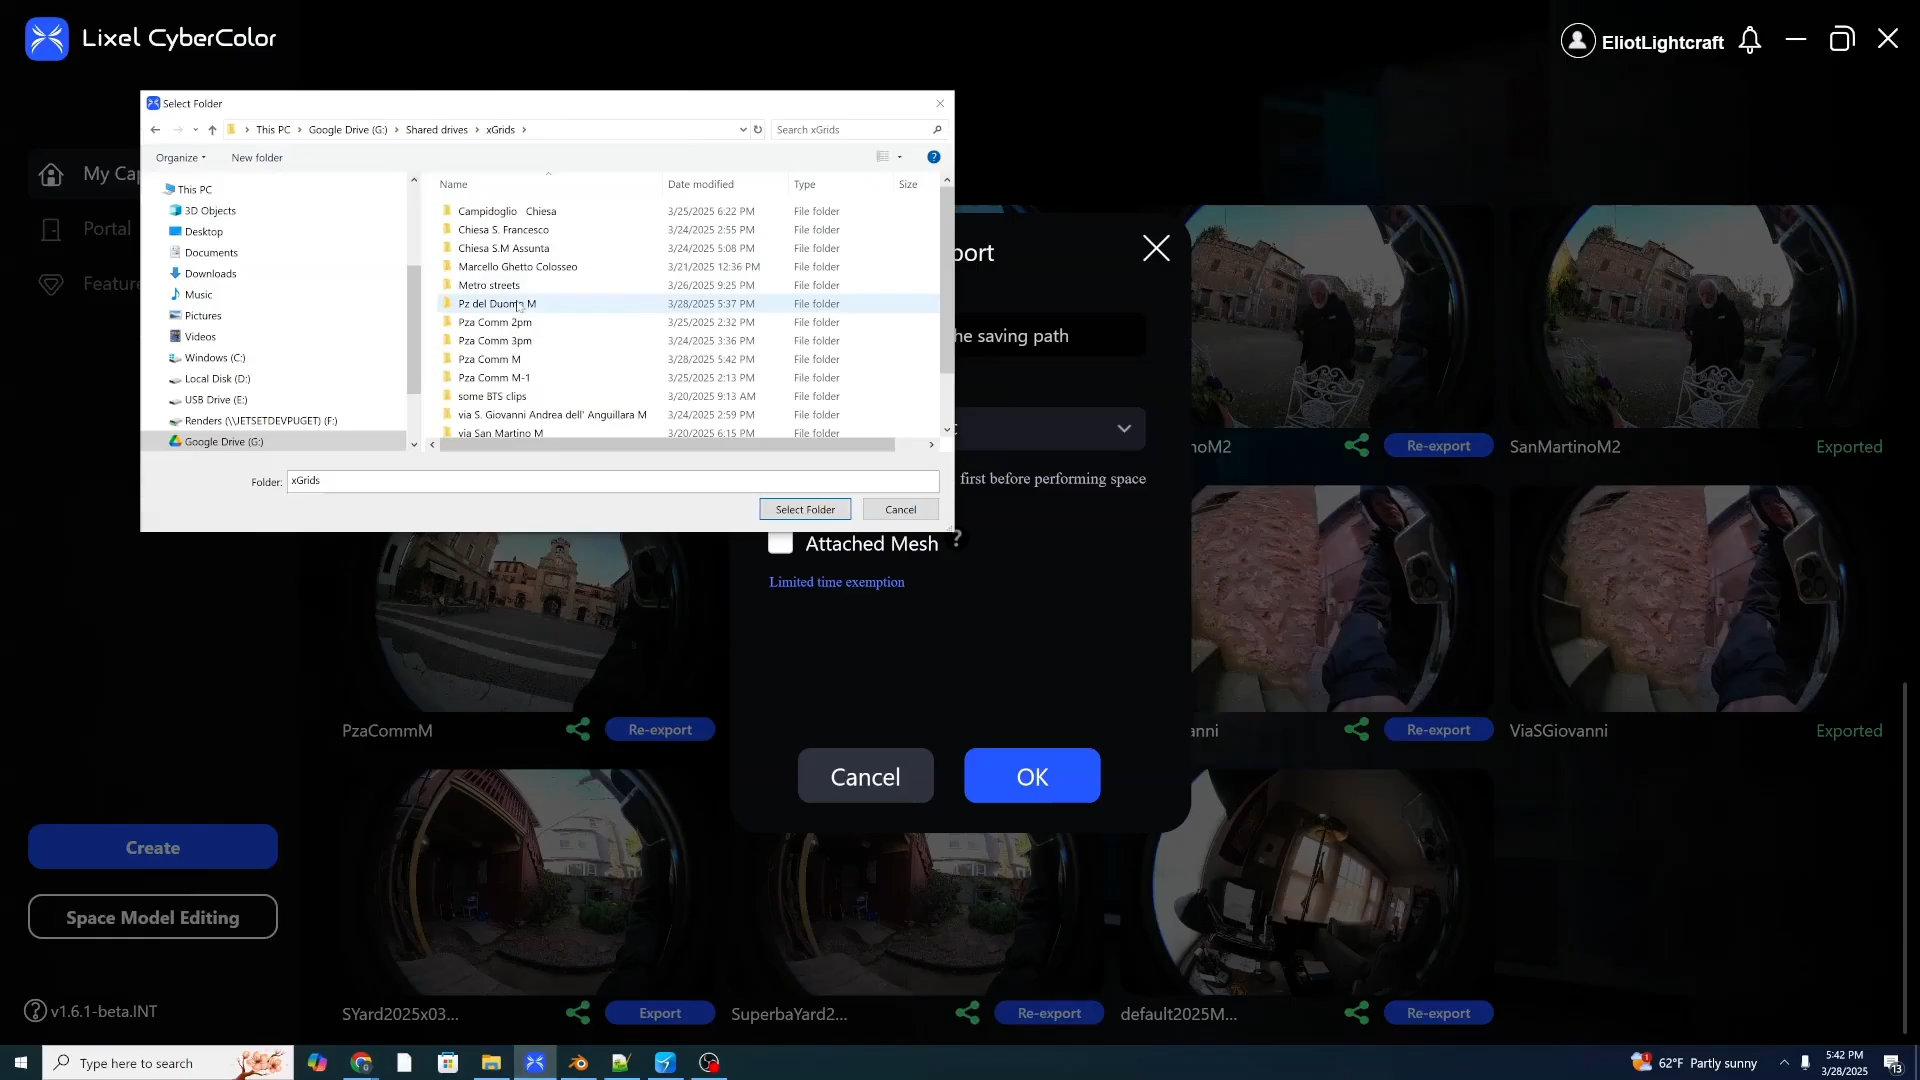 Lixel CyberColor
EliotLightcraft
Select Folder
This PC > Google Drive (G:) > Shared drives > xGrids >
Search xGrids
Organize
New folder
Name
Date modified
Type
Size
This PC
3D Objects
Desktop
Documents
Downloads
Music
Pictures
Videos
Windows (C:)
Local Disk (D:)
USB Drive (E:)
Renders (\\JETSETDEVPUGET) (F:)
Google Drive (G:)
Campidoglio Chiesa 3/25/2025 6:22 PM File folder
Chiesa S. Francesco 3/24/2025 2:55 PM File folder
Chiesa S.M Assunta 3/24/2025 5:08 PM File folder
Marcello Ghetto Colosseo 3/21/2025 12:36 PM File folder
Metro streets 3/26/2025 9:25 PM File folder
Pz del Duomo M 3/28/2025 5:37 PM File folder
Pza Comm 2pm 3/25/2025 2:32 PM File folder
Pza Comm 3pm 3/24/2025 3:36 PM File folder
Pza Comm M 3/28/2025 5:42 PM File folder
Pza Comm M-1 3/25/2025 2:13 PM File folder
some BTS clips 3/20/2025 9:13 AM File folder
via S. Giovanni Andrea dell' Anguillara M 3/24/2025 2:59 PM File folder
via San Martino M 3/20/2025 6:15 PM File folder
Folder: xGrids
Select Folder
Cancel
My Cap
Portal
Feature
port
he saving path
first before performing space
Attached Mesh ?
Limited time exemption
Cancel
OK
noM2
Re-export
SanMartinoM2
Exported
PzaCommM
Re-export
anni
Re-export
ViaSGiovanni
Exported
SYard2025x03...
Export
SuperbaYard2...
Re-export
default2025M...
Re-export
Create
Space Model Editing
v1.6.1-beta.INT
Type here to search
62°F Partly sunny
5:42 PM
3/28/2025
13